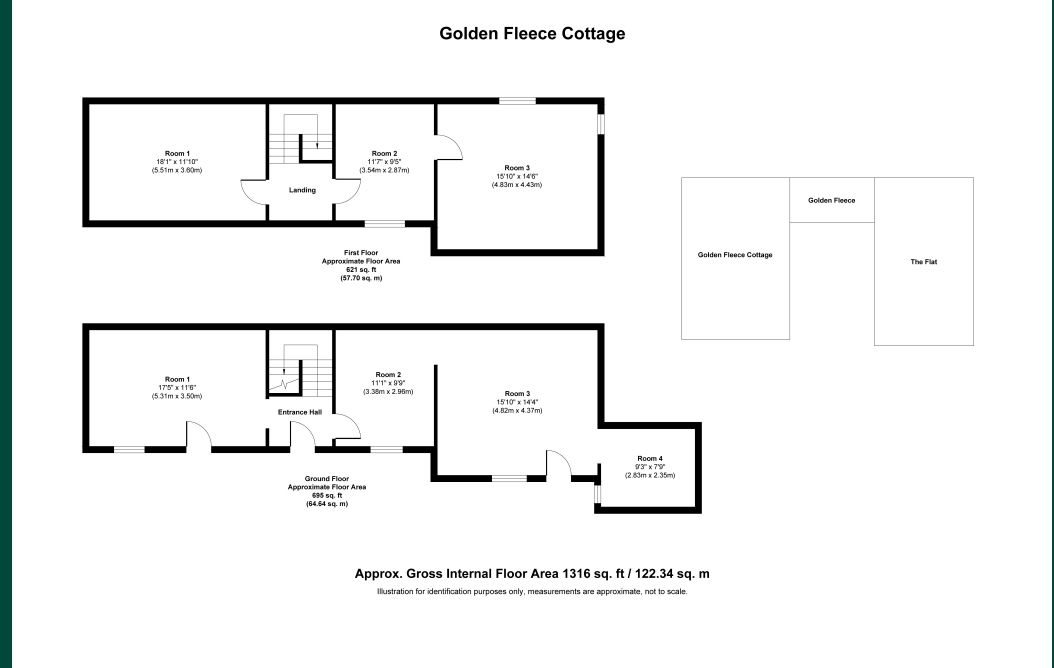 Golden Fleece Cottage
Room 1
18'1" x 11'10"
(5.51m x 3.60m)
Landing
Room 2
11'7" x 9'5"
(3.54m x 2.87m)
Room 3
15'10" x 14'6"
(4.83m x 4.43m)
First Floor
Approximate Floor Area
621 sq. ft
(57.70 sq. m)
Golden Fleece
Golden Fleece Cottage
The Flat
Room 1
17'5" x 11'6"
(5.31m x 3.50m)
Entrance Hall
Room 2
11'1" x 9'9"
(3.38m x 2.96m)
Room 3
15'10" x 14'4"
(4.82m x 4.37m)
Room 4
9'3" x 7'9"
(2.83m x 2.35m)
Ground Floor
Approximate Floor Area
695 sq. ft
(64.64 sq. m)
Approx. Gross Internal Floor Area 1316 sq. ft / 122.34 sq. m
Illustration for identification purposes only, measurements are approximate, not to scale.